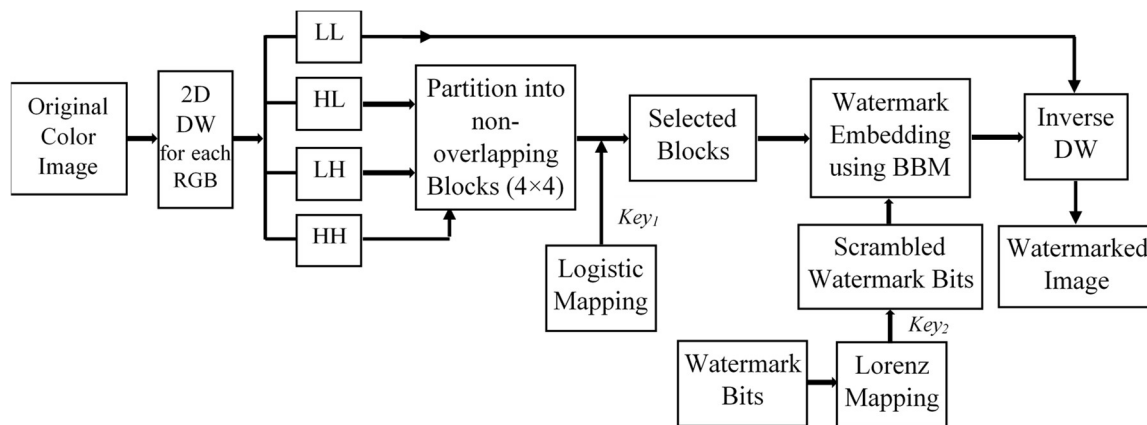 Original
Color
Image
2D
DW
for each
RGB
LL
HL
LH
HH
Partition into
non-
overlapping
Blocks (4×4)
Key1
Logistic
Mapping
Selected
Blocks
Watermark
Embedding
using BBM
Scrambled
Watermark Bits
Key2
Watermark
Bits
Lorenz
Mapping
Inverse
DW
Watermarked
Image